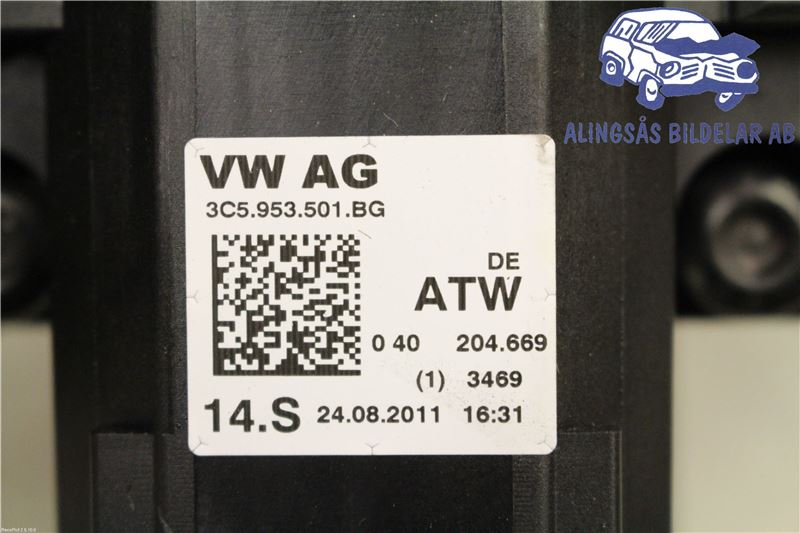 ALINGSÅS BILDELAR AB
VW AG
3C5.953.501.BG
DE
ATW
0 40 204.669
(1) 3469
14.S 24.08.2011 16:31